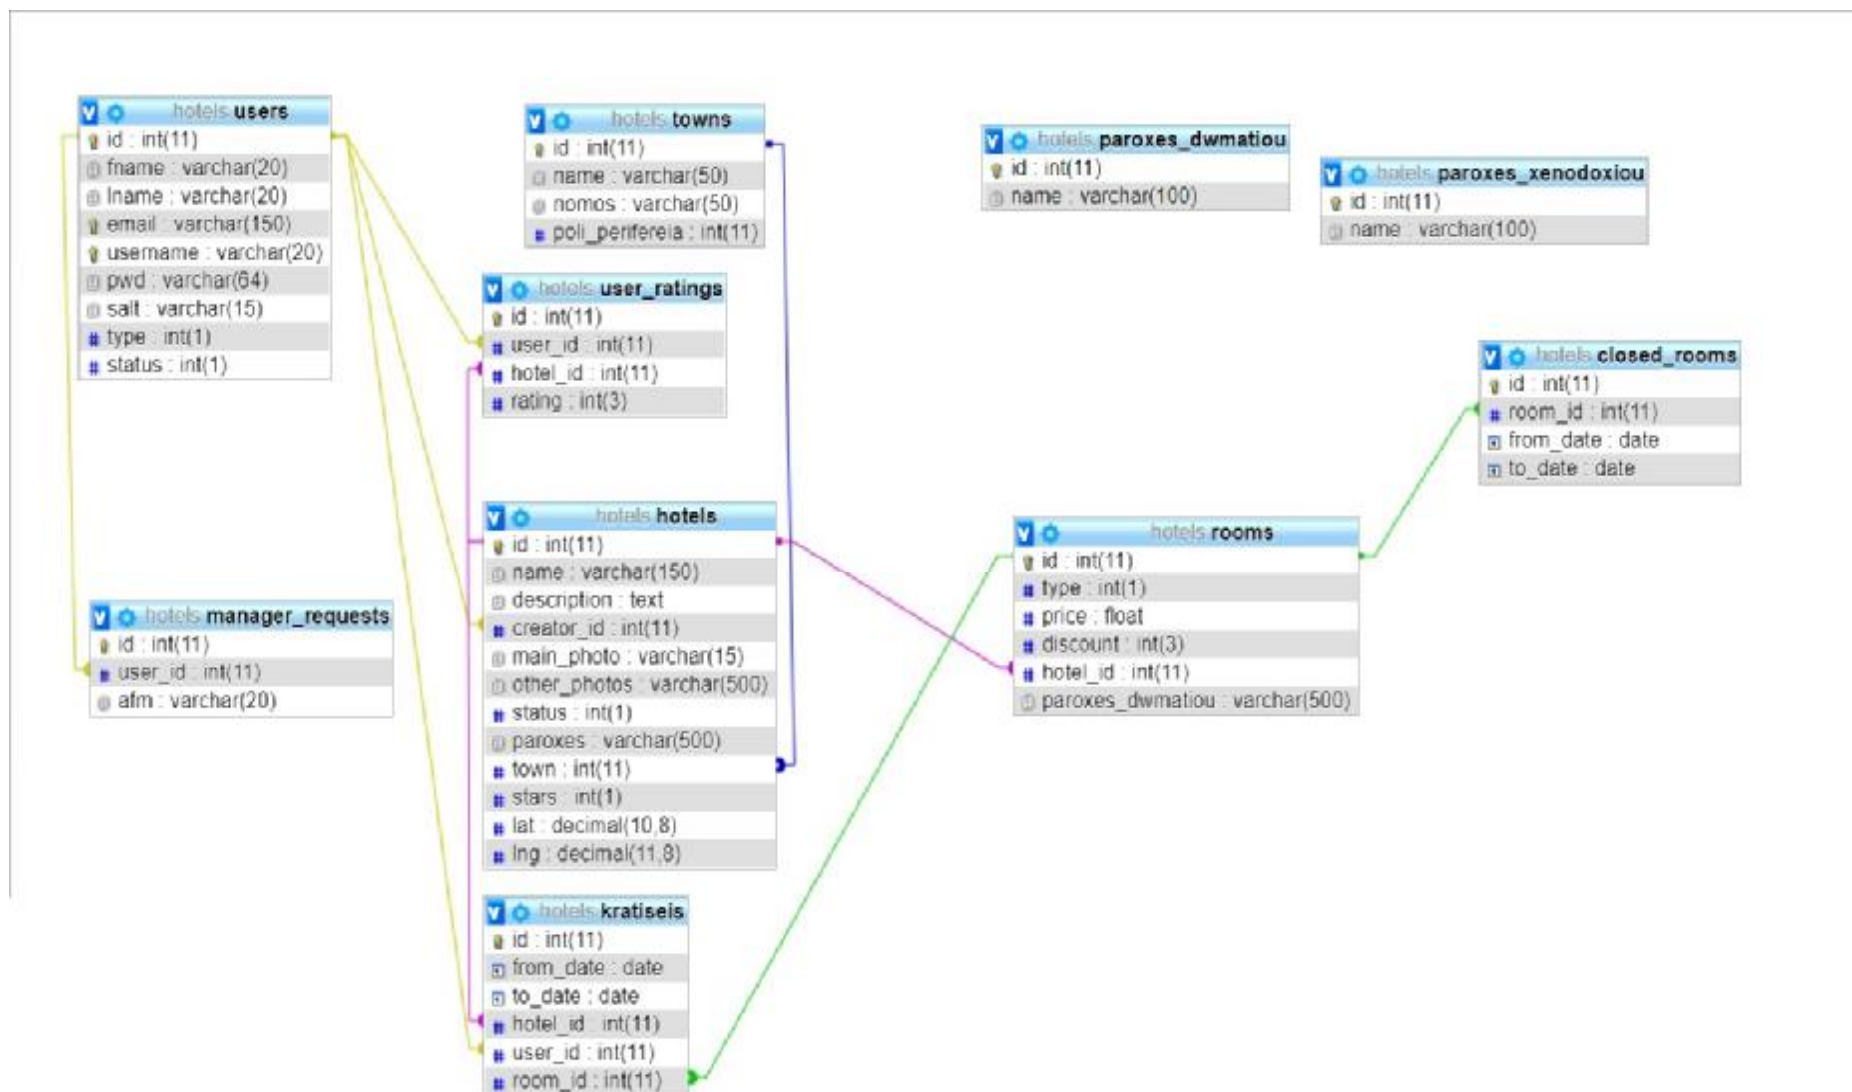 hotels users
id : int(11)
fname : varchar(20)
lname : varchar(20)
email : varchar(150)
username : varchar(20)
pwd : varchar(64)
salt : varchar(15)
type : int(1)
status : int(1)
hotels towns
id : int(11)
name : varchar(50)
nomos : varchar(50)
poli_perifereia : int(11)
hotels paroxes_dwmatiou
id : int(11)
name : varchar(100)
hotels paroxes_xenodoxiou
id : int(11)
name : varchar(100)
hotels user_ratings
id : int(11)
user_id : int(11)
hotel_id : int(11)
rating : int(3)
hotels closed_rooms
id : int(11)
room_id : int(11)
from_date : date
to_date : date
hotels hotels
id : int(11)
name : varchar(150)
description : text
creator_id : int(11)
main_photo : varchar(15)
other_photos : varchar(500)
status : int(1)
paroxes : varchar(500)
town : int(11)
stars : int(1)
lat : decimal(10,8)
lng : decimal(11,8)
hotels rooms
id : int(11)
type : int(1)
price : float
discount : int(3)
hotel_id : int(11)
paroxes_dwmatiou : varchar(500)
hotels manager_requests
id : int(11)
user_id : int(11)
afm : varchar(20)
hotels kratiseis
id : int(11)
from_date : date
to_date : date
hotel_id : int(11)
user_id : int(11)
room_id : int(11)